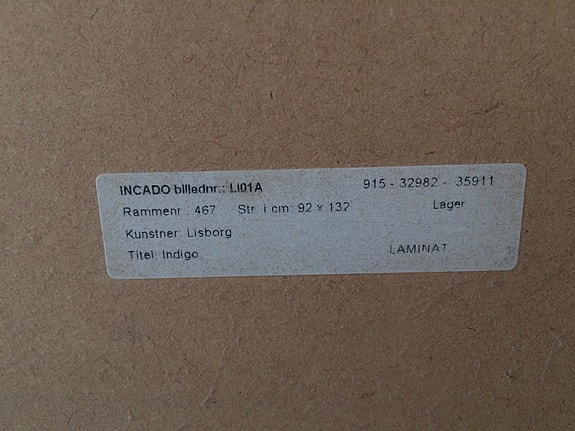 INCADO billednr.: LI01A 915 - 32982 - 35911
Rammenr. 467 Str. i cm: 92 x 132 Lager
Kunstner: Lisborg
Titel: Indigo LAMINAT